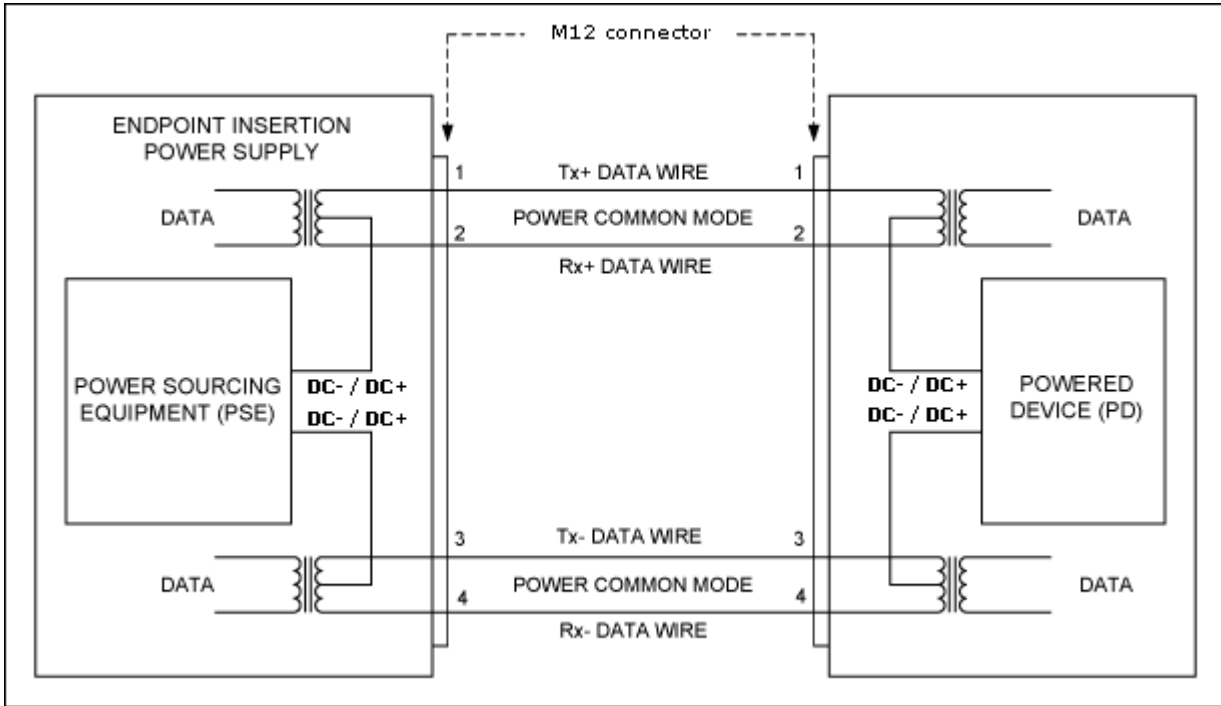 M12 connector
ENDPOINT INSERTION
POWER SUPPLY
1
Tx+ DATA WIRE
1
DATA
POWER COMMON MODE
DATA
2
2
Rx+ DATA WIRE
POWER SOURCING
EQUIPMENT (PSE)
DC- / DC+
DC- / DC+
DC- / DC+
DC- / DC+
POWERED
DEVICE (PD)
3
Tx- DATA WIRE
3
DATA
POWER COMMON MODE
DATA
4
4
Rx- DATA WIRE